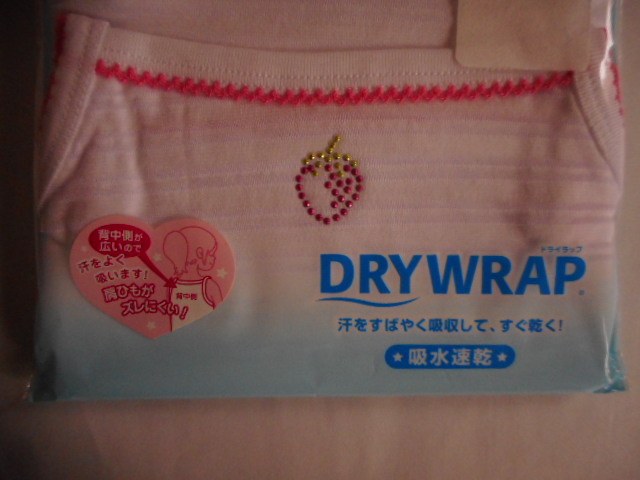 背中側が
広いので
汗をよく
吸います！
肩ひもが
ズレにくい！
背中側
ドライラップ
DRYWRAP®
汗をすばやく吸収して、すぐ乾く！
★吸水速乾★